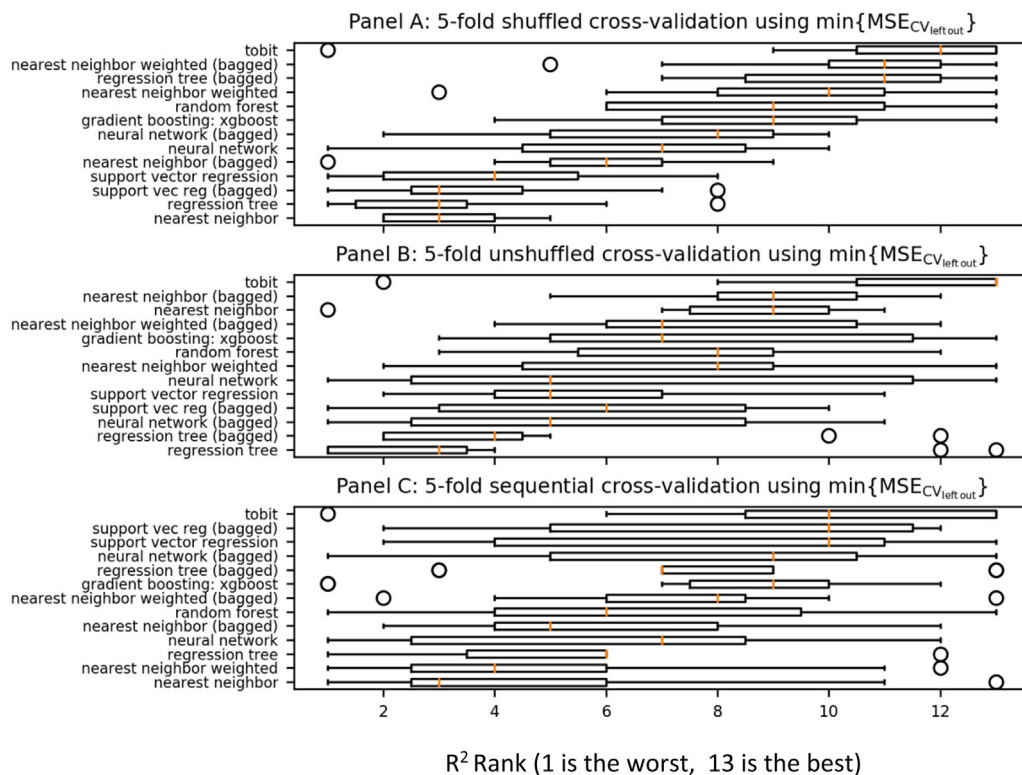 Panel A: 5-fold shuffled cross-validation using min{MSE_CV_left out}
tobit
nearest neighbor weighted (bagged)
regression tree (bagged)
nearest neighbor weighted
random forest
gradient boosting: xgboost
neural network (bagged)
neural network
nearest neighbor (bagged)
support vector regression
support vec reg (bagged)
regression tree
nearest neighbor
Panel B: 5-fold unshuffled cross-validation using min{MSE_CV_left out}
tobit
nearest neighbor (bagged)
nearest neighbor
nearest neighbor weighted (bagged)
gradient boosting: xgboost
random forest
nearest neighbor weighted
neural network
support vector regression
support vec reg (bagged)
neural network (bagged)
regression tree (bagged)
regression tree
Panel C: 5-fold sequential cross-validation using min{MSE_CV_left out}
tobit
support vec reg (bagged)
support vector regression
neural network (bagged)
regression tree (bagged)
gradient boosting: xgboost
nearest neighbor weighted (bagged)
random forest
nearest neighbor (bagged)
neural network
regression tree
nearest neighbor weighted
nearest neighbor
2 4 6 8 10 12
R² Rank (1 is the worst, 13 is the best)